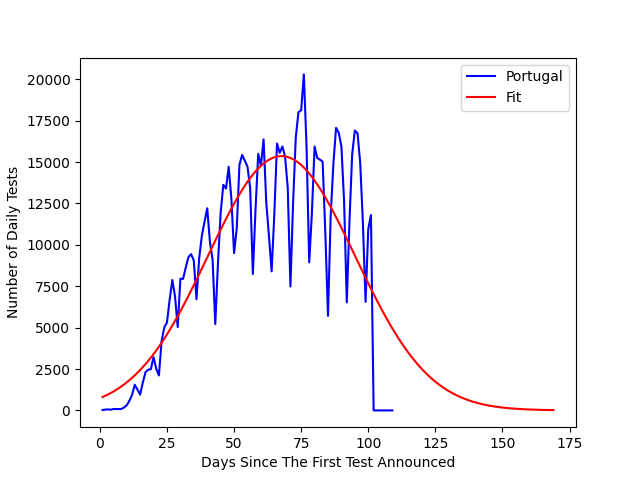 Portugal
Fit
20000
17500
15000
12500
10000
7500
5000
2500
0
Number of Daily Tests
0 25 50 75 100 125 150 175
Days Since The First Test Announced